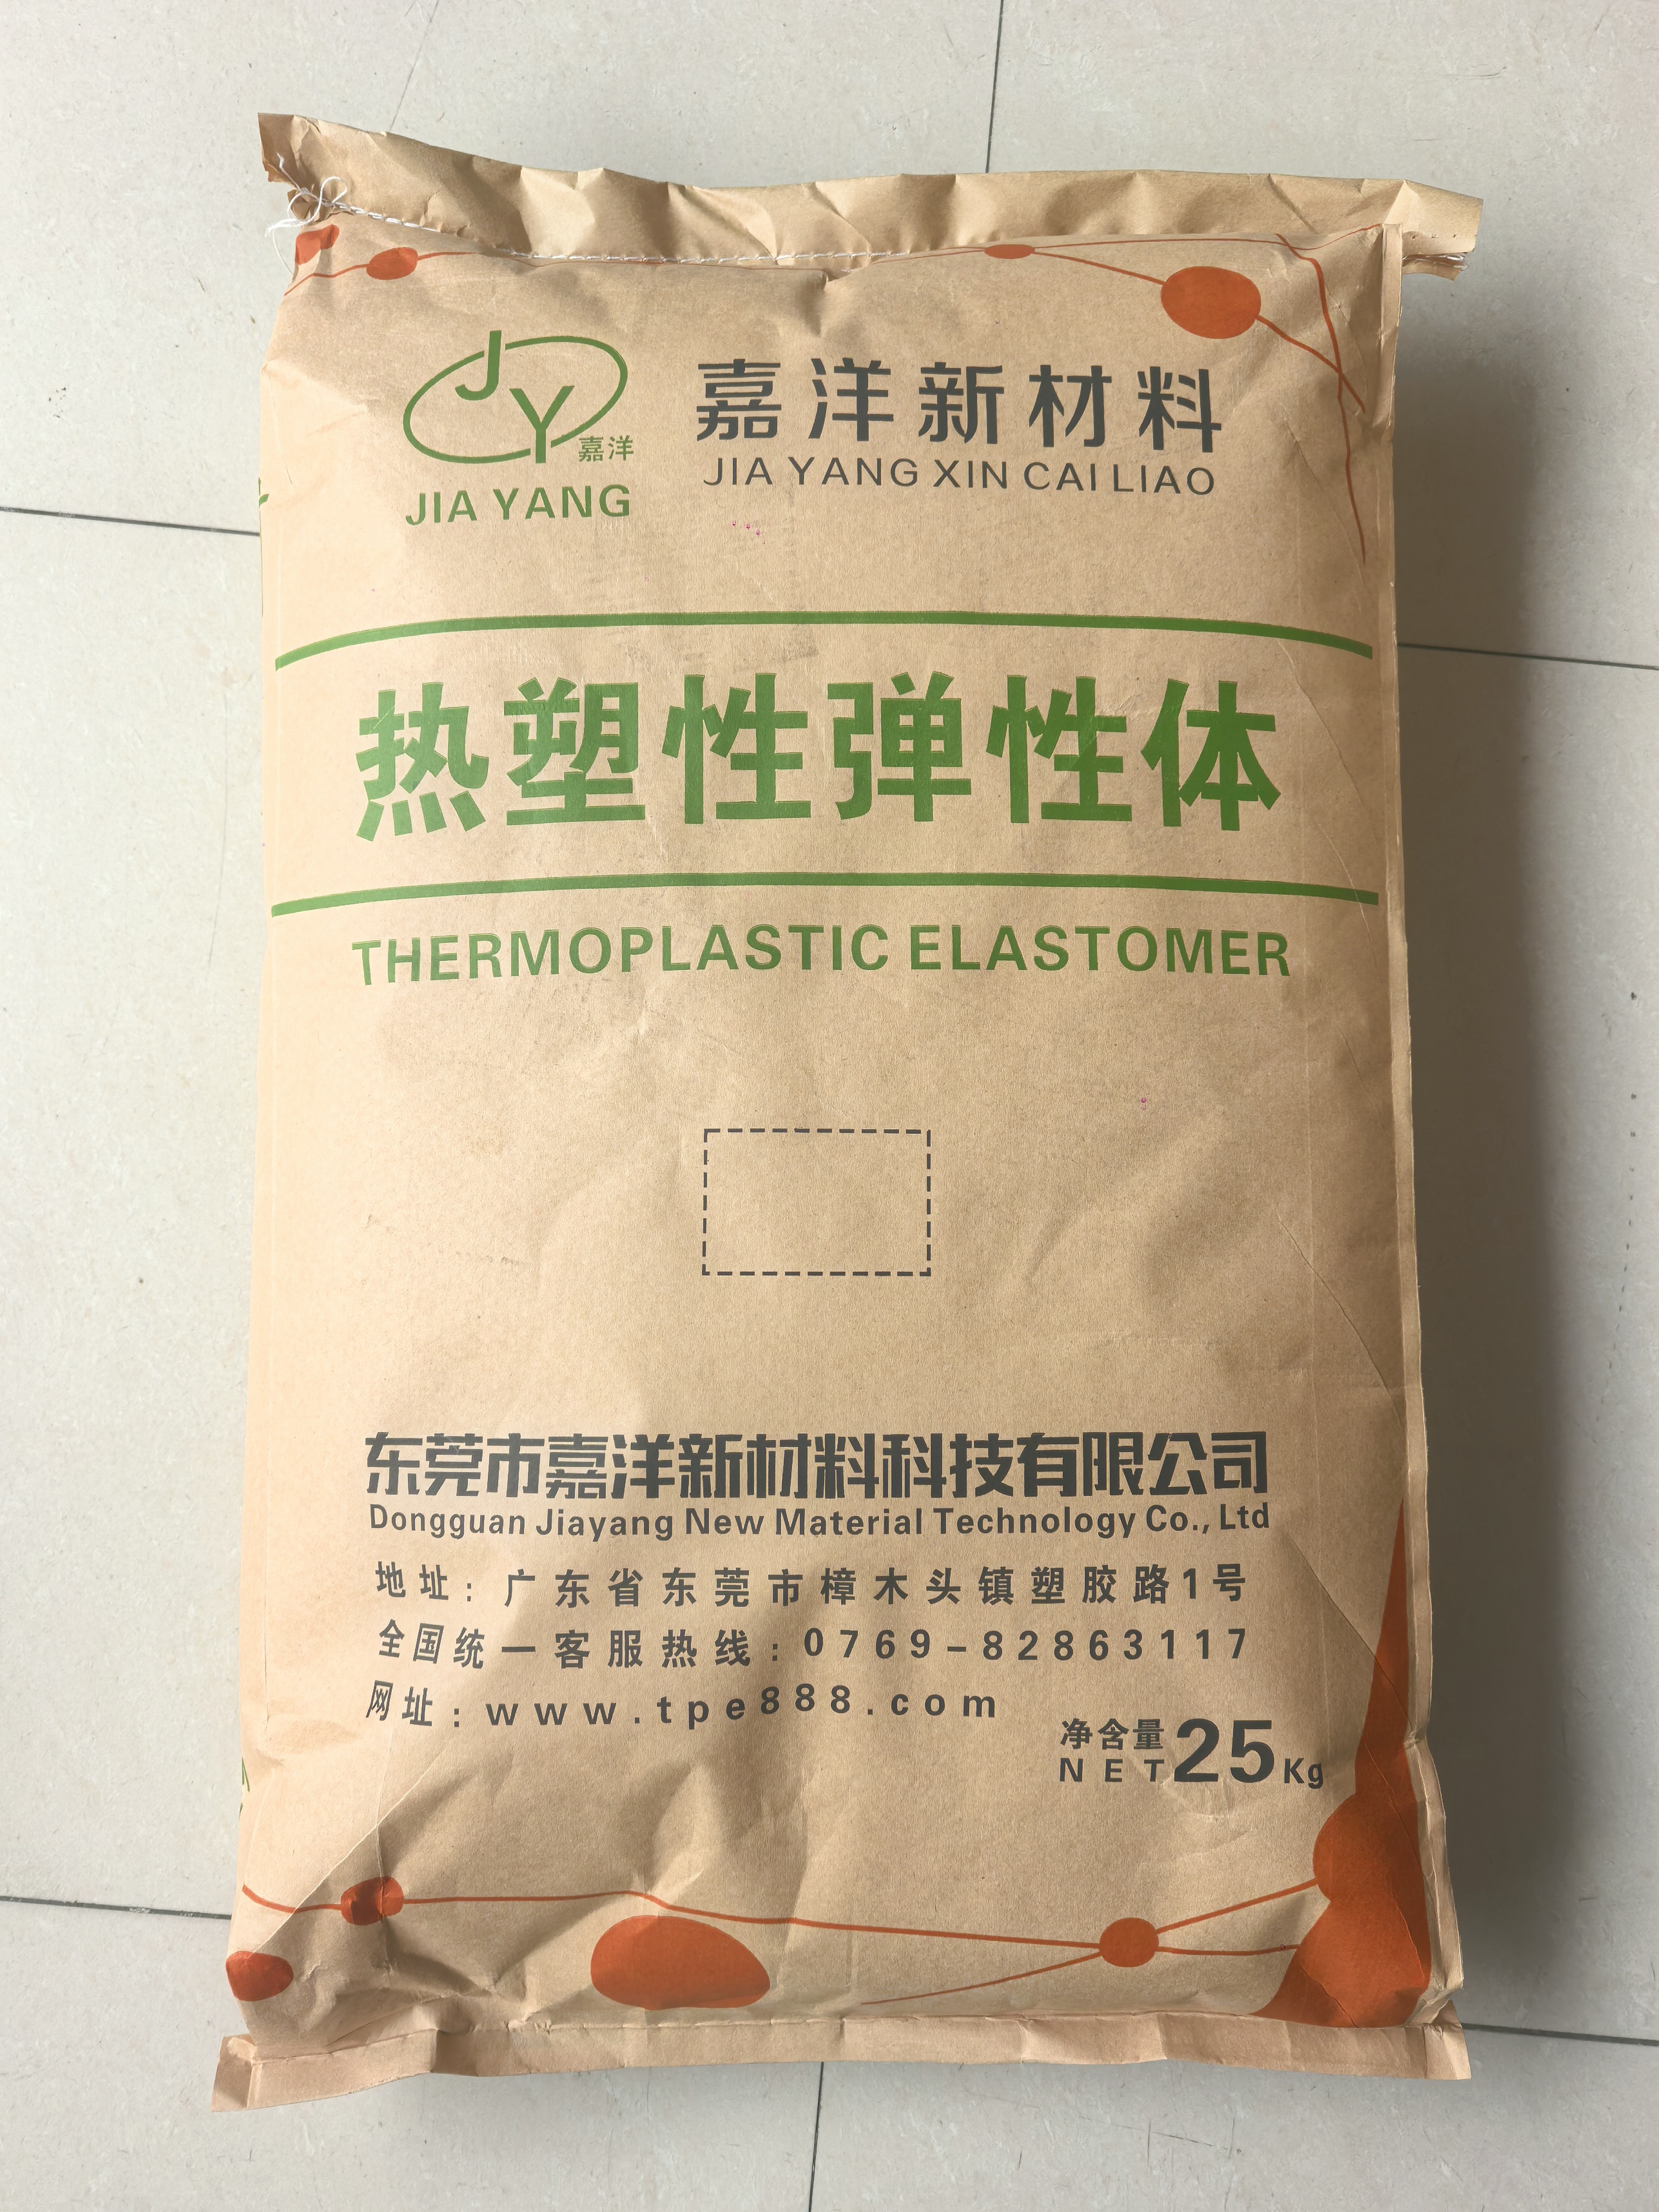 JY
嘉洋
JIA YANG
嘉洋新材料
JIA YANG XIN CAI LIAO
热塑性弹性体
THERMOPLASTIC ELASTOMER
东莞市嘉洋新材料科技有限公司
Dongguan Jiayang New Material Technology Co., Ltd
地址：广东省东莞市樟木头镇塑胶路1号
全国统一客服热线：0769-82863117
网址：www.tpe888.com
净含量
NET 25Kg